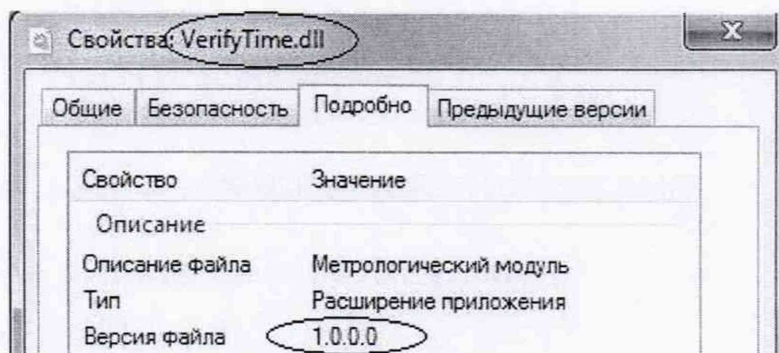 Свойства: VerifyTime.dll
Общие Безопасность Подробно Предыдущие версии
Свойство Значение
Описание
Описание файла Метрологический модуль
Тип Расширение приложения
Версия файла 1.0.0.0